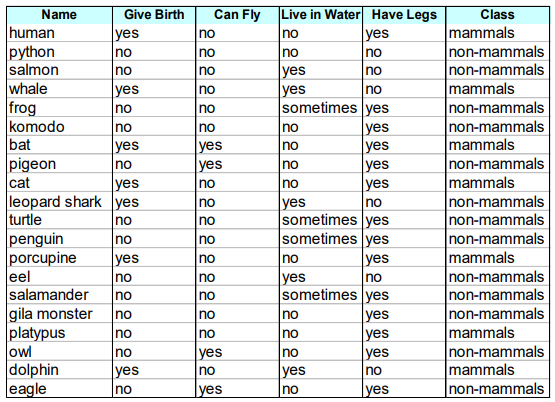 Name Give Birth Can Fly Live in Water Have Legs Class
human yes no no yes mammals
python no no no no non-mammals
salmon no no yes no non-mammals
whale yes no yes no mammals
frog no no sometimes yes non-mammals
komodo no no no yes non-mammals
bat yes yes no yes mammals
pigeon no yes no yes non-mammals
cat yes no no yes mammals
leopard shark yes no yes no non-mammals
turtle no no sometimes yes non-mammals
penguin no no sometimes yes non-mammals
porcupine yes no no yes mammals
eel no no yes no non-mammals
salamander no no sometimes yes non-mammals
gila monster no no no yes non-mammals
platypus no no no yes mammals
owl no yes no yes non-mammals
dolphin yes no yes no mammals
eagle no yes no yes non-mammals